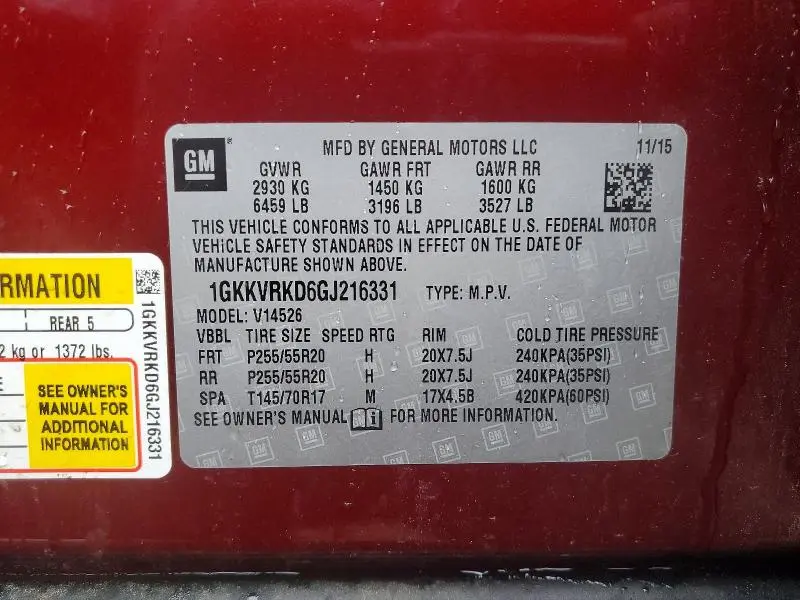 GM
MFD BY GENERAL MOTORS LLC 11/15
GVWR GAWR FRT GAWR RR
2930 KG 1450 KG 1600 KG
6459 LB 3196 LB 3527 LB
THIS VEHICLE CONFORMS TO ALL APPLICABLE U.S. FEDERAL MOTOR
VEHICLE SAFETY STANDARDS IN EFFECT ON THE DATE OF
MANUFACTURE SHOWN ABOVE.
1GKKVRKD6GJ216331 TYPE: M.P.V.
MODEL: V14526
VBBL TIRE SIZE SPEED RTG RIM COLD TIRE PRESSURE
FRT P255/55R20 H 20X7.5J 240KPA(35PSI)
RR P255/55R20 H 20X7.5J 240KPA(35PSI)
SPA T145/70R17 M 17X4.5B 420KPA(60PSI)
SEE OWNER'S MANUAL FOR MORE INFORMATION.
RMATION
REAR 5
2 kg or 1372 lbs.
SEE OWNER'S
MANUAL FOR
ADDITIONAL
INFORMATION
1GKKVRKD6GJ216331